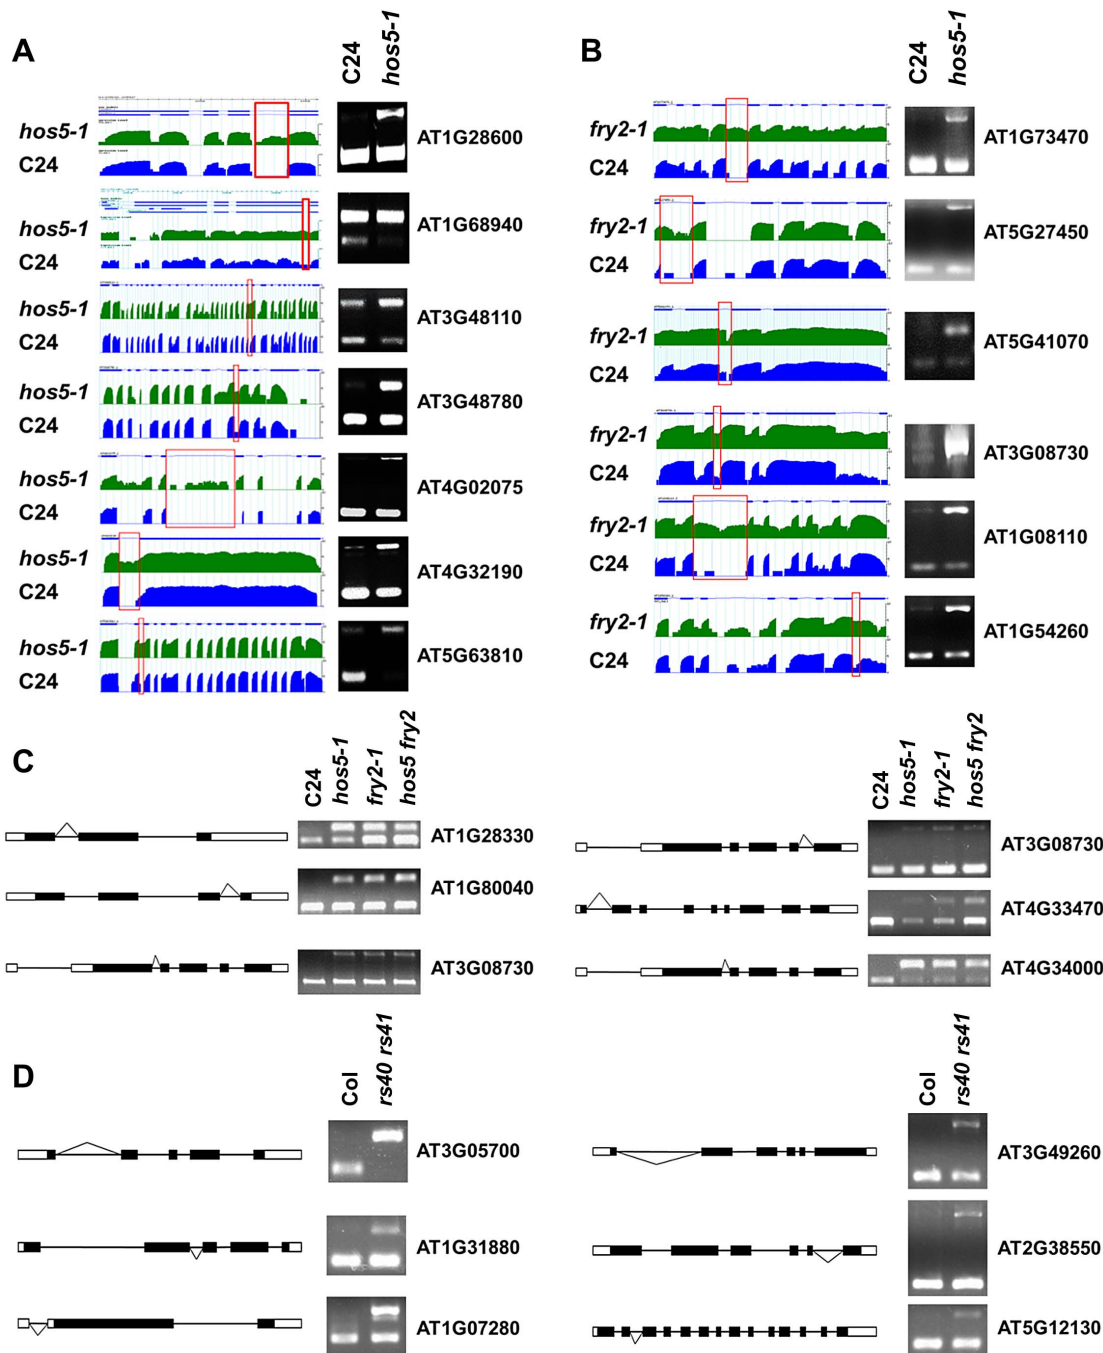 A
C24
hos5-1
hos5-1
C24
AT1G28600
hos5-1
C24
AT1G68940
hos5-1
C24
AT3G48110
hos5-1
C24
AT3G48780
hos5-1
C24
AT4G02075
hos5-1
C24
AT4G32190
hos5-1
C24
AT5G63810
B
C24
hos5-1
fry2-1
C24
AT1G73470
fry2-1
C24
AT5G27450
fry2-1
C24
AT5G41070
fry2-1
C24
AT3G08730
fry2-1
C24
AT1G08110
fry2-1
C24
AT1G54260
C
C24
hos5-1
fry2-1
hos5 fry2
AT1G28330
AT1G80040
AT3G08730
C24
hos5-1
fry2-1
hos5 fry2
AT3G08730
AT4G33470
AT4G34000
D
Col
rs40 rs41
AT3G05700
AT1G31880
AT1G07280
Col
rs40 rs41
AT3G49260
AT2G38550
AT5G12130